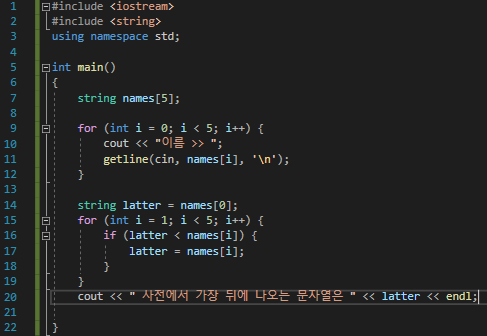 1 #include <iostream>
2 #include <string>
3 using namespace std;
4
5 int main()
6 {
7 string names[5];
8
9 for (int i = 0; i < 5; i++) {
10 cout << "이름 >> ";
11 getline(cin, names[i], '\n');
12 }
13
14 string latter = names[0];
15 for (int i = 1; i < 5; i++) {
16 if (latter < names[i]) {
17 latter = names[i];
18 }
19 }
20 cout << " 사전에서 가장 뒤에 나오는 문자열은 " << latter << endl;
21
22 }